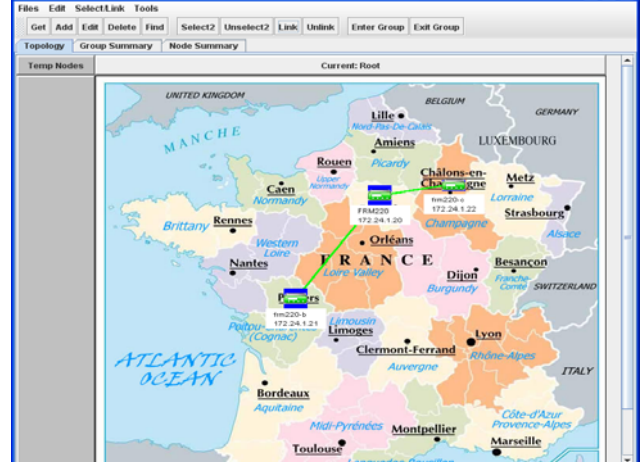 Files Edit Select/Link Tools
Get Add Edit Delete Find Select2 Unselect2 Link Unlink Enter Group Exit Group
Topology Group Summary Node Summary
Temp Nodes Current: Root
UNITED KINGDOM
BELGIUM
GERMANY
MANCHE
Lille
Nord-Pas-De-Calais
LUXEMBOURG
Amiens
Picardy
Rouen
Upper
Normandy
Caen
Normandy
Châlons-en-
Metz
Lorraine
frm220-c
172.24.1.22
Strasbourg
Alsace
FRM220
172.24.1.20
Champagne
Brittany
Rennes
Western
Loire
Orléans
FRANCE
Loire Valley
Nantes
Dijon
Burgundy
Besançon
Franche-
Comté
SWITZERLAND
frm220-b
172.24.1.21
(Cognac)
Limousin
Limoges
Lyon
Rhône-Alpes
Clermont-Ferrand
Auvergne
ITALY
ATLANTIC
OCEAN
Bordeaux
Aquitaine
Midi-Pyrénées
Toulouse
Montpellier
Côte-d'Azur
Provence-Alpes
Marseille